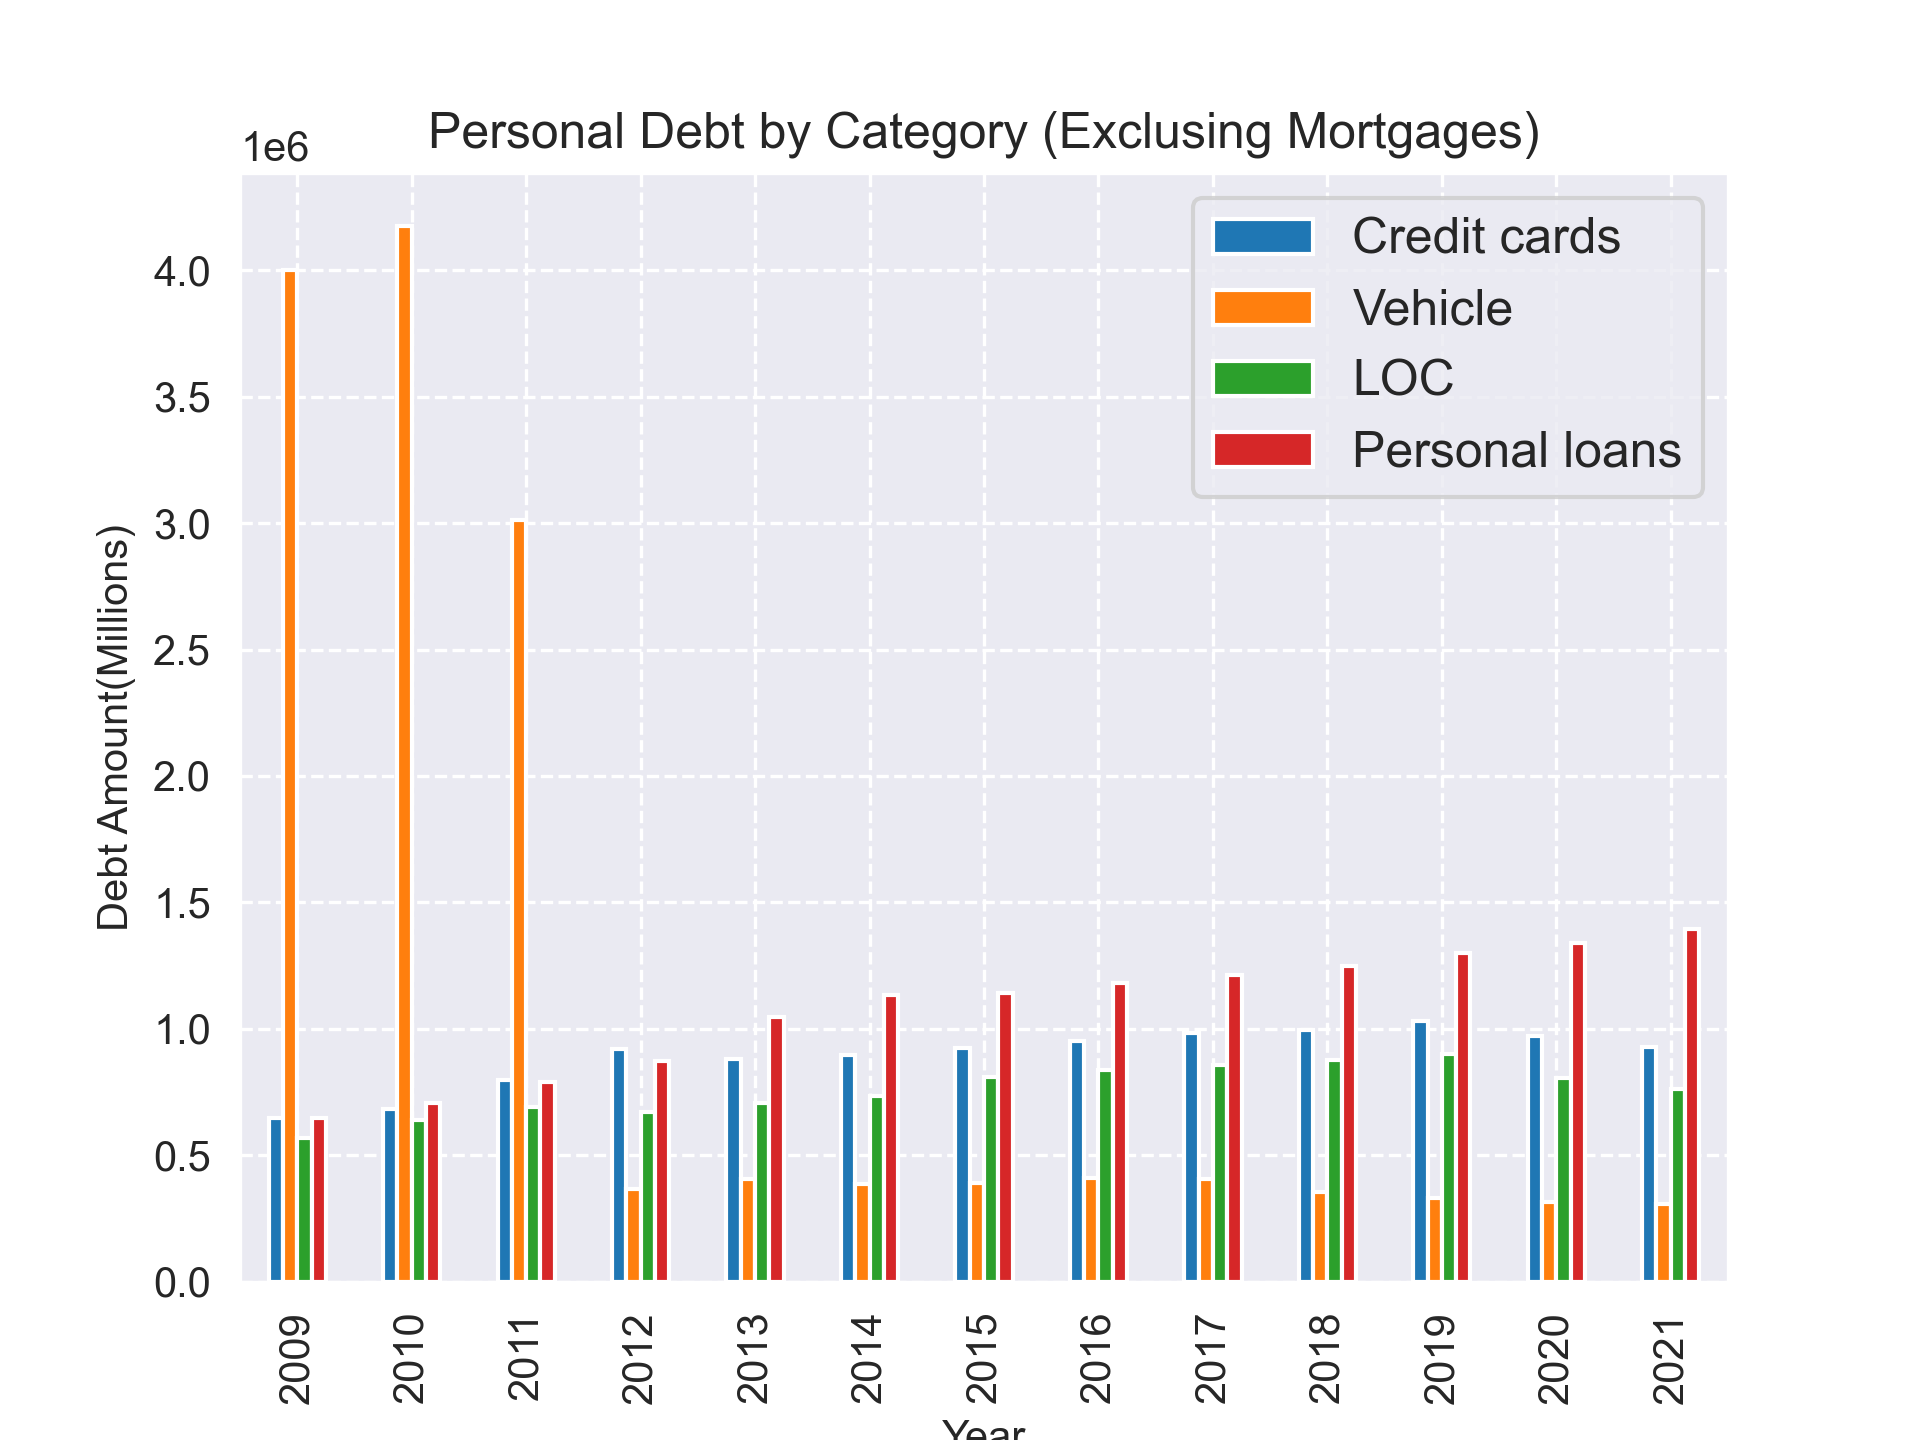 Personal Debt by Category (Exclusing Mortgages)
1e6
Credit cards
Vehicle
LOC
Personal loans
Debt Amount(Millions)
4.0
3.5
3.0
2.5
2.0
1.5
1.0
0.5
0.0
2009
2010
2011
2012
2013
2014
2015
2016
2017
2018
2019
2020
2021
Year